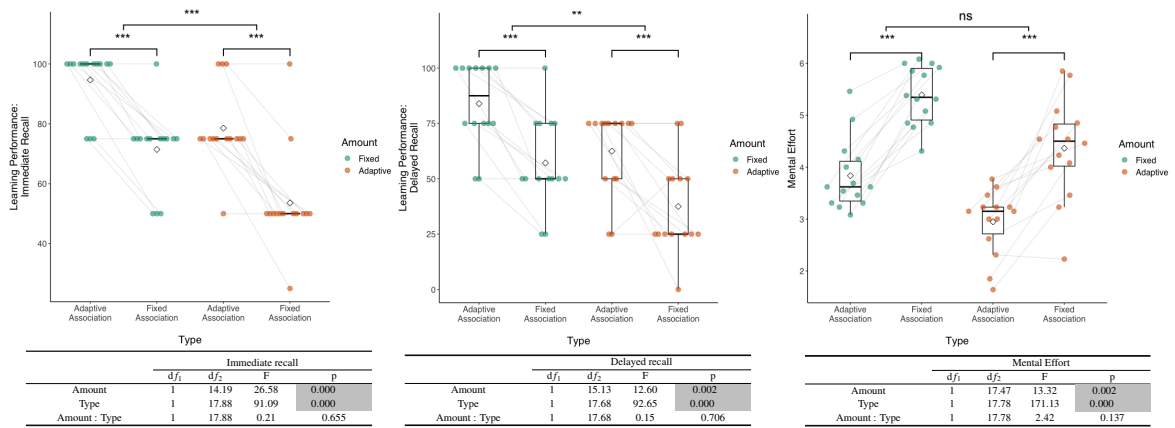 ***
***
***
Learning Performance:
Immediate Recall
100
80
60
40
Adaptive
Association
Fixed
Association
Adaptive
Association
Fixed
Association
Type
Amount
Fixed
Adaptive
**
***
***
Learning Performance:
Delayed Recall
100
75
50
25
0
Adaptive
Association
Fixed
Association
Adaptive
Association
Fixed
Association
Type
Amount
Fixed
Adaptive
ns
***
***
Mental Effort
6
5
4
3
2
Adaptive
Association
Fixed
Association
Adaptive
Association
Fixed
Association
Type
Amount
Fixed
Adaptive
Immediate recall
df1 df2 F p
Amount 1 14.19 26.58 0.000
Type 1 17.88 91.09 0.000
Amount : Type 1 17.88 0.21 0.655
Delayed recall
df1 df2 F p
Amount 1 15.13 12.60 0.002
Type 1 17.68 92.65 0.000
Amount : Type 1 17.68 0.15 0.706
Mental Effort
df1 df2 F p
Amount 1 17.47 13.32 0.002
Type 1 17.78 171.13 0.000
Amount : Type 1 17.78 2.42 0.137